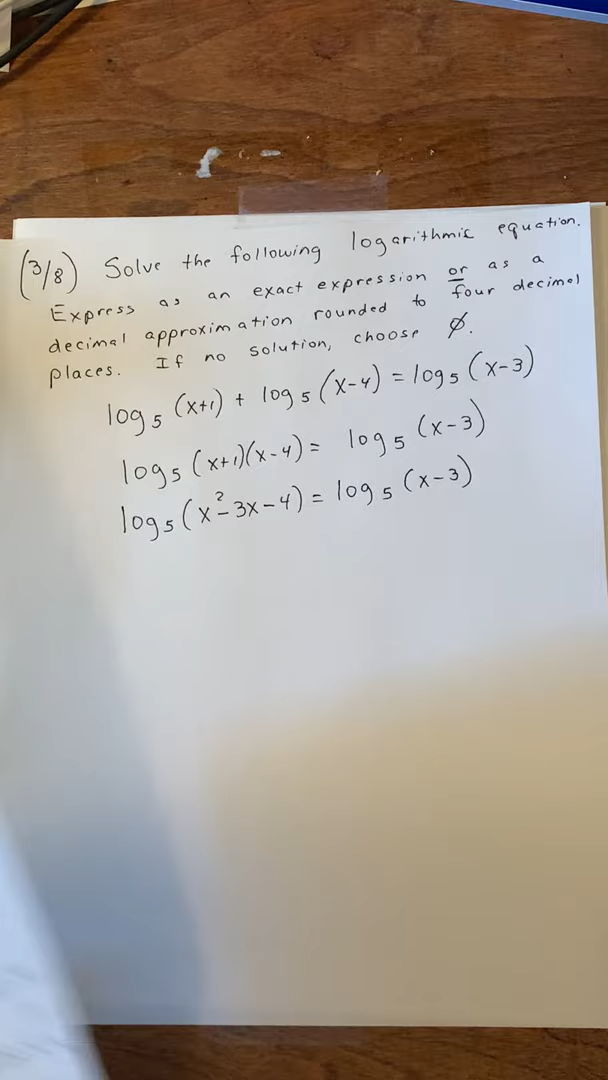 (3/8) Solve the following logarithmic equation.
Express as an exact expression or as a
decimal approximation rounded to four decimal
places. If no solution, choose ∅.
log₅ (x+1) + log₅ (x-4) = log₅ (x-3)
log₅ (x+1)(x-4) = log₅ (x-3)
log₅ (x²-3x-4) = log₅ (x-3)